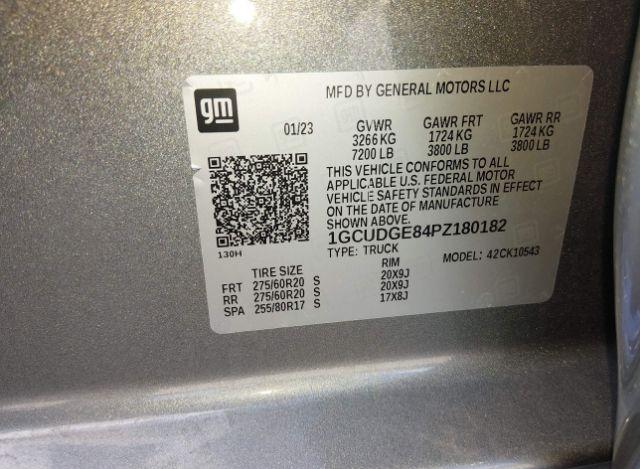 gm
MFD BY GENERAL MOTORS LLC
01/23 GVWR GAWR FRT GAWR RR
3266 KG 1724 KG 1724 KG
7200 LB 3800 LB 3800 LB
THIS VEHICLE CONFORMS TO ALL
APPLICABLE U.S. FEDERAL MOTOR
VEHICLE SAFETY STANDARDS IN EFFECT
ON THE DATE OF MANUFACTURE
SHOWN ABOVE.
1GCUDGE84PZ180182
130H
TYPE: TRUCK MODEL: 42CK10543
TIRE SIZE RIM
FRT 275/60R20 S 20X9J
RR 275/60R20 S 20X9J
SPA 255/80R17 S 17X8J